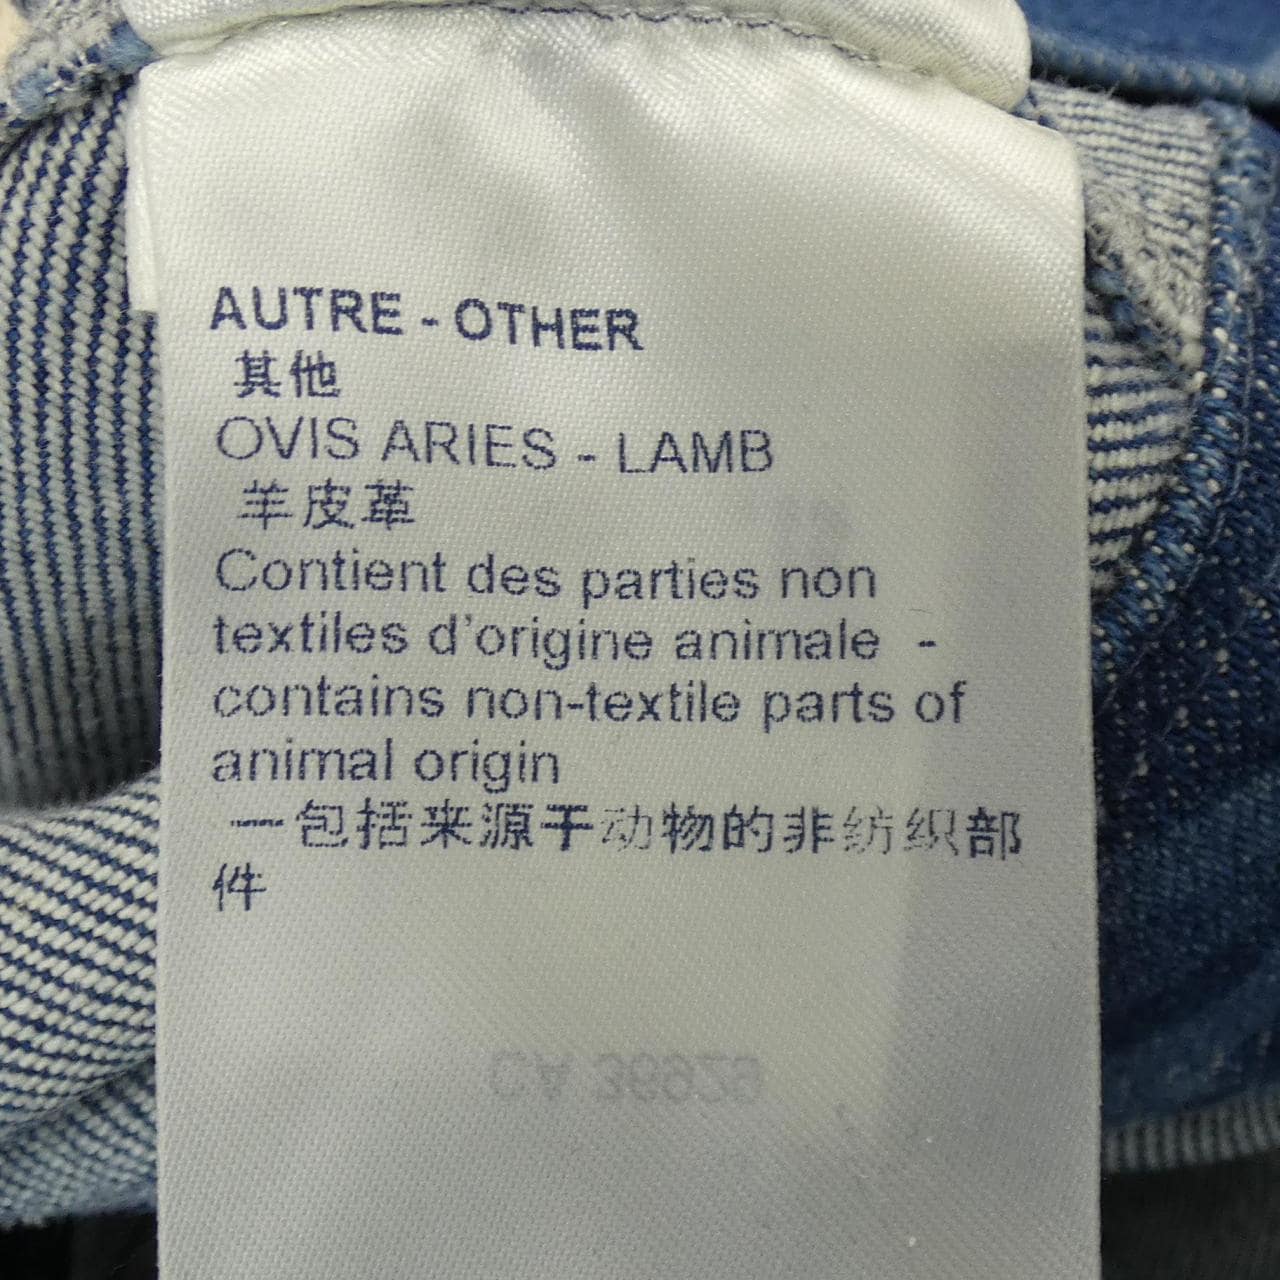 AUTRE - OTHER
其他
OVIS ARIES - LAMB
羊皮革
Contient des parties non
textiles d'origine animale -
contains non-textile parts of
animal origin
一包括来源于动物的非纺织部
件
CA 36929